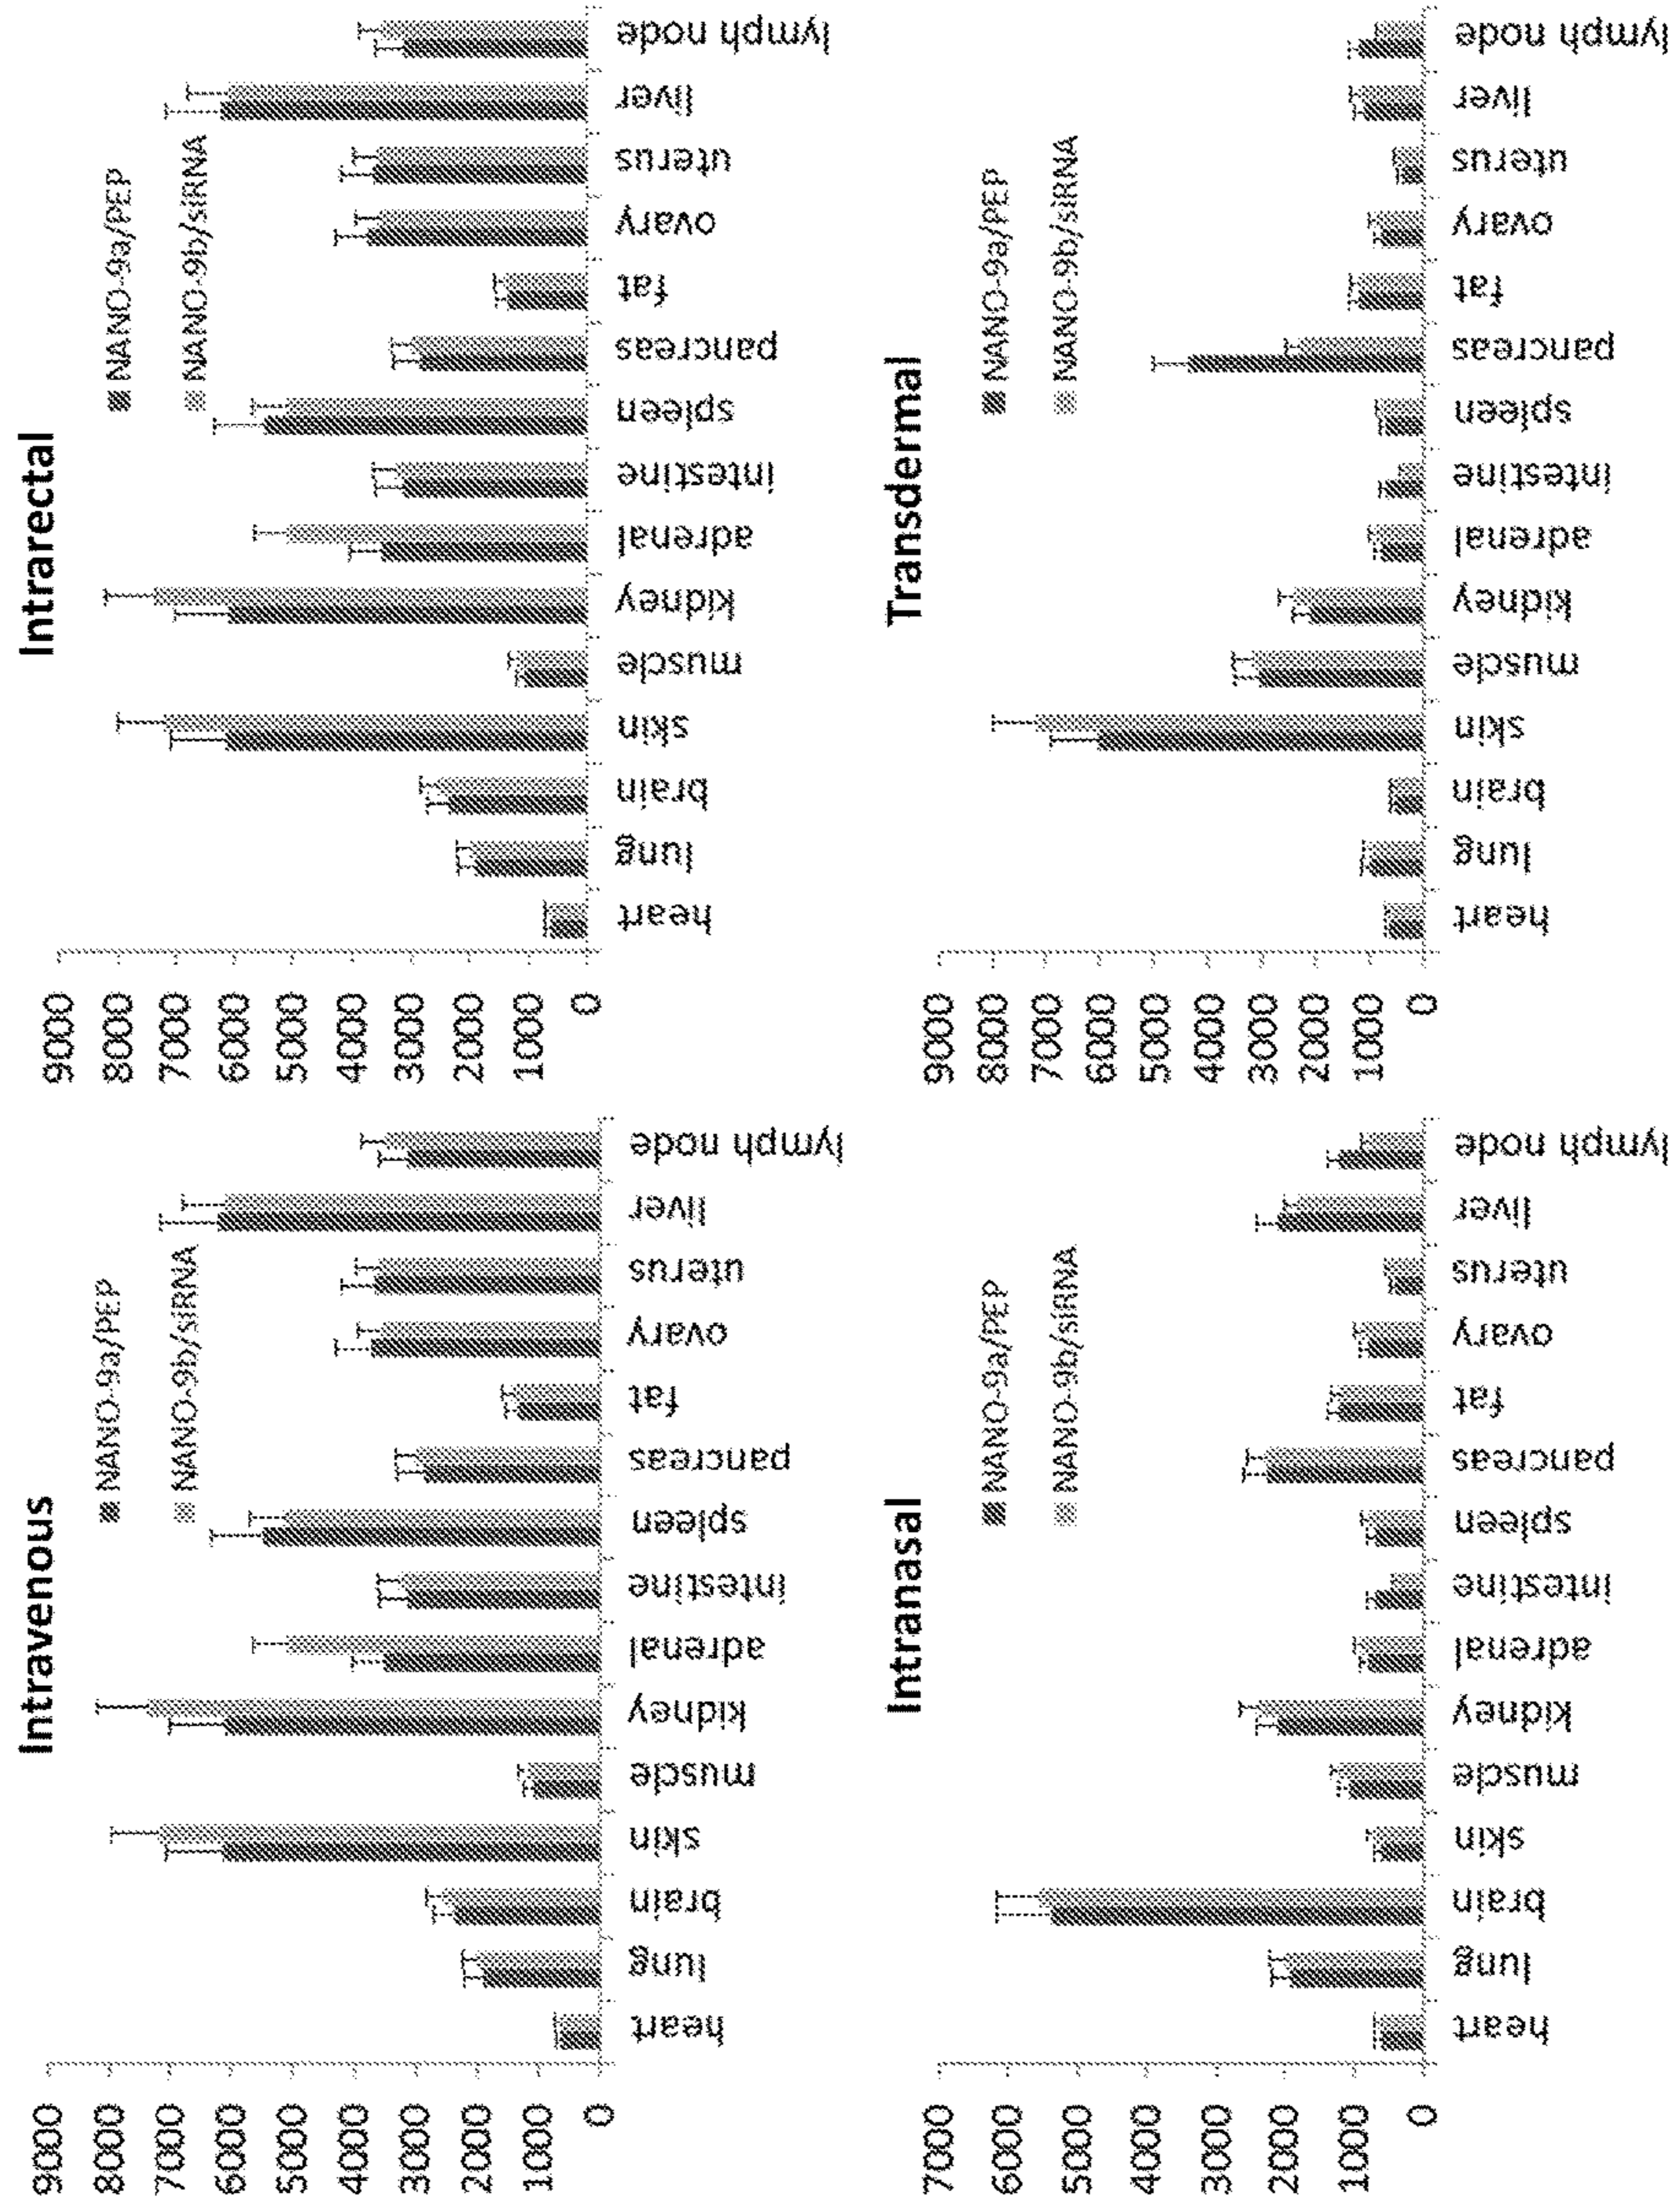 Intravenous
9000
8000
7000
6000
5000
4000
3000
2000
1000
0
NANO-9a/PEP
NANO-9b/siRNA
heart
lung
brain
skin
muscle
kidney
adrenal
intestine
spleen
pancreas
fat
ovary
uterus
liver
lymph node
Intrarectal
9000
8000
7000
6000
5000
4000
3000
2000
1000
0
NANO-9a/PEP
NANO-9b/siRNA
heart
lung
brain
skin
muscle
kidney
adrenal
intestine
spleen
pancreas
fat
ovary
uterus
liver
lymph node
Intranasal
7000
6000
5000
4000
3000
2000
1000
0
NANO-9a/PEP
NANO-9b/siRNA
heart
lung
brain
skin
muscle
kidney
adrenal
intestine
spleen
pancreas
fat
ovary
uterus
liver
lymph node
Transdermal
9000
8000
7000
6000
5000
4000
3000
2000
1000
0
NANO-9a/PEP
NANO-9b/siRNA
heart
lung
brain
skin
muscle
kidney
adrenal
intestine
spleen
pancreas
fat
ovary
uterus
liver
lymph node